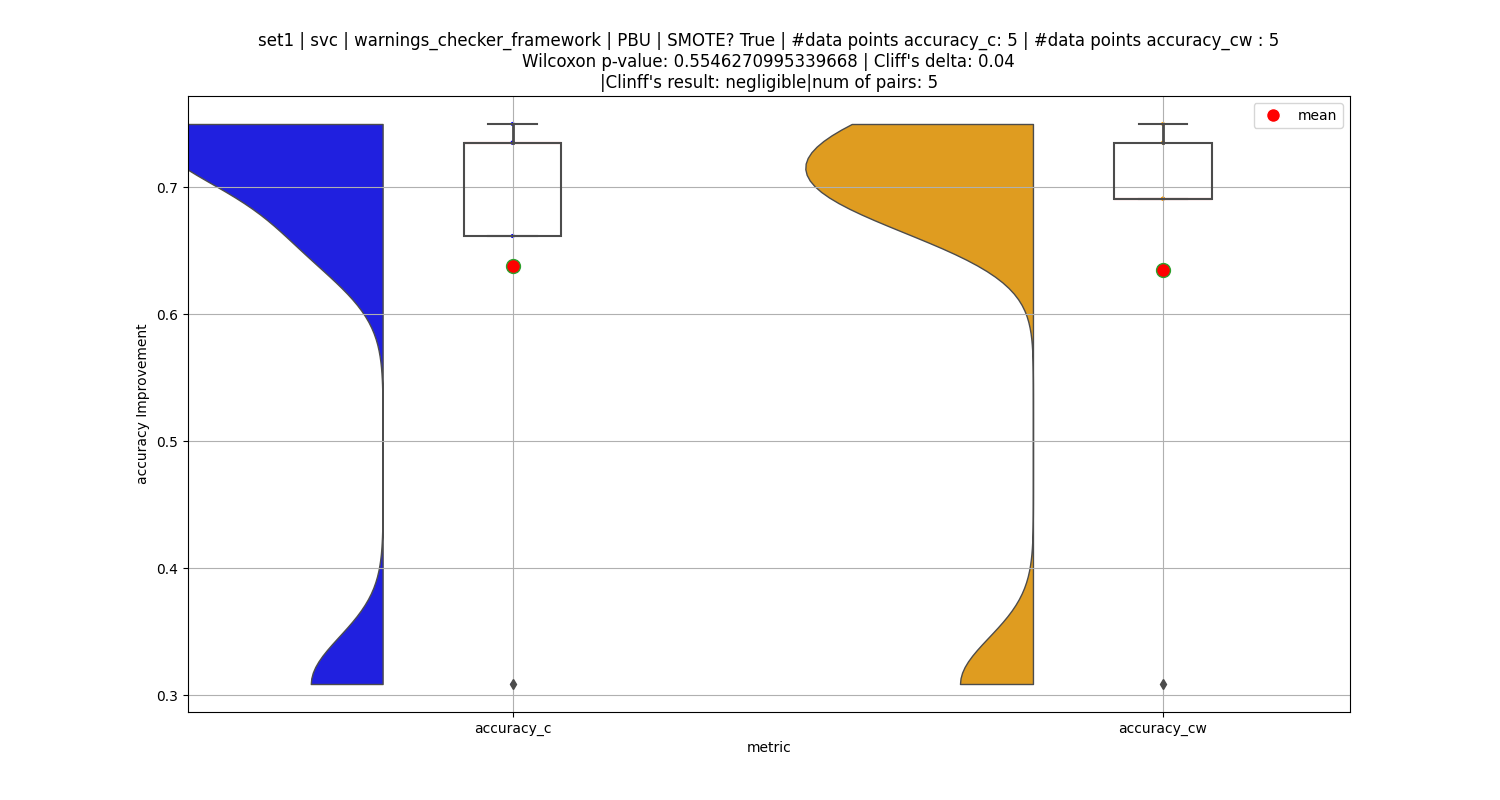 set1 | svc | warnings_checker_framework | PBU | SMOTE? True | #data points accuracy_c: 5 | #data points accuracy_cw : 5
Wilcoxon p-value: 0.5546270995339668 | Cliff's delta: 0.04
|Clinff's result: negligible|num of pairs: 5
mean
0.7
0.6
0.5
0.4
0.3
accuracy Improvement
accuracy_c
accuracy_cw
metric